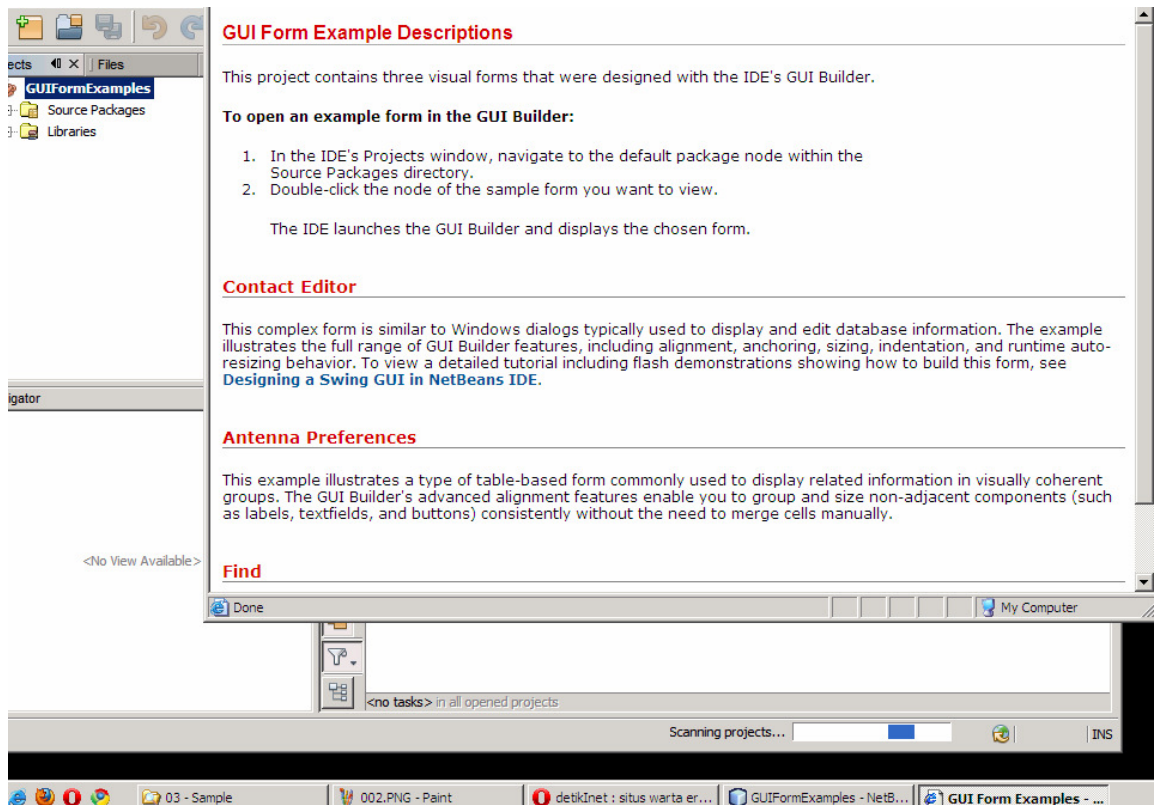 ects
Files
GUIFormExamples
Source Packages
Libraries
igator
<No View Available>
GUI Form Example Descriptions
This project contains three visual forms that were designed with the IDE's GUI Builder.
To open an example form in the GUI Builder:
1. In the IDE's Projects window, navigate to the default package node within the
Source Packages directory.
2. Double-click the node of the sample form you want to view.
The IDE launches the GUI Builder and displays the chosen form.
Contact Editor
This complex form is similar to Windows dialogs typically used to display and edit database information. The example
illustrates the full range of GUI Builder features, including alignment, anchoring, sizing, indentation, and runtime auto-
resizing behavior. To view a detailed tutorial including flash demonstrations showing how to build this form, see
Designing a Swing GUI in NetBeans IDE.
Antenna Preferences
This example illustrates a type of table-based form commonly used to display related information in visually coherent
groups. The GUI Builder's advanced alignment features enable you to group and size non-adjacent components (such
as labels, textfields, and buttons) consistently without the need to merge cells manually.
Find
Done
My Computer
<no tasks> in all opened projects
Scanning projects...
INS
03 - Sample
002.PNG - Paint
detikInet : situs warta er...
GUIFormExamples - NetB...
GUI Form Examples - ...